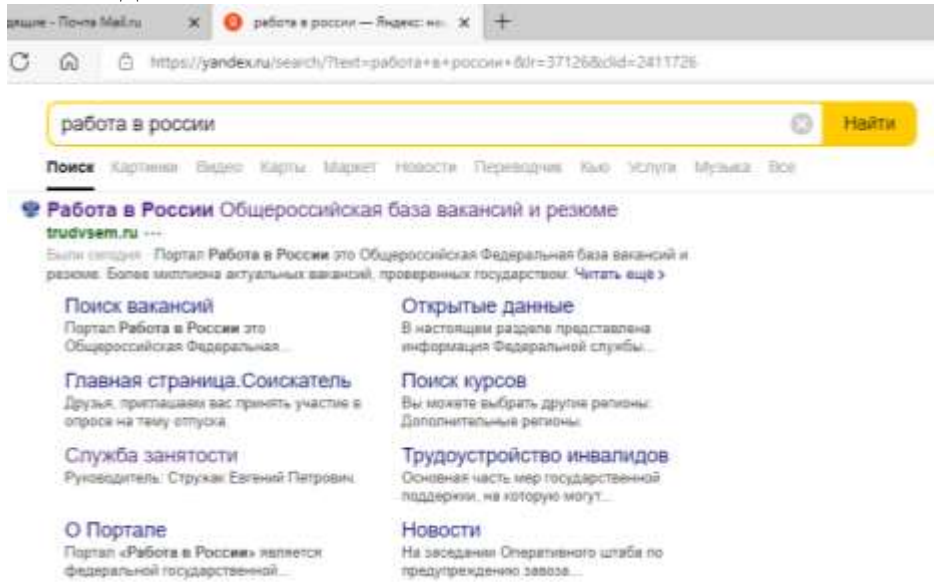 Почта Mail.ru
работа в россии — Яндекс:
https://yandex.ru/search/?text=работа+в+россии+&lr=37126&clid=2411726
работа в россии
Найти
Поиск Картинки Видео Карты Маркет Новости Переводчик Кью Услуги Музыка Все
Работа в России Общероссийская база вакансий и резюме
trudvsem.ru
Были сегодня Портал Работа в России это Общероссийская Федеральная база вакансий и
резюме. Более миллиона актуальных вакансий, проверенных государством. Читать ещё >
Поиск вакансий
Портал Работа в России это
Общероссийская Федеральная...
Открытые данные
В настоящем разделе представлена
информация Федеральной службы...
Главная страница.Соискатель
Друзья, приглашаем вас принять участие в
опросе на тему отпуска.
Поиск курсов
Вы можете выбрать другие регионы:
Дополнительные регионы:
Служба занятости
Руководитель: Стружак Евгений Петрович.
Трудоустройство инвалидов
Основная часть мер государственной
поддержки, на которую могут...
О Портале
Портал «Работа в России» является
федеральной государственной...
Новости
На заседании Оперативного штаба по
предупреждению завоза...